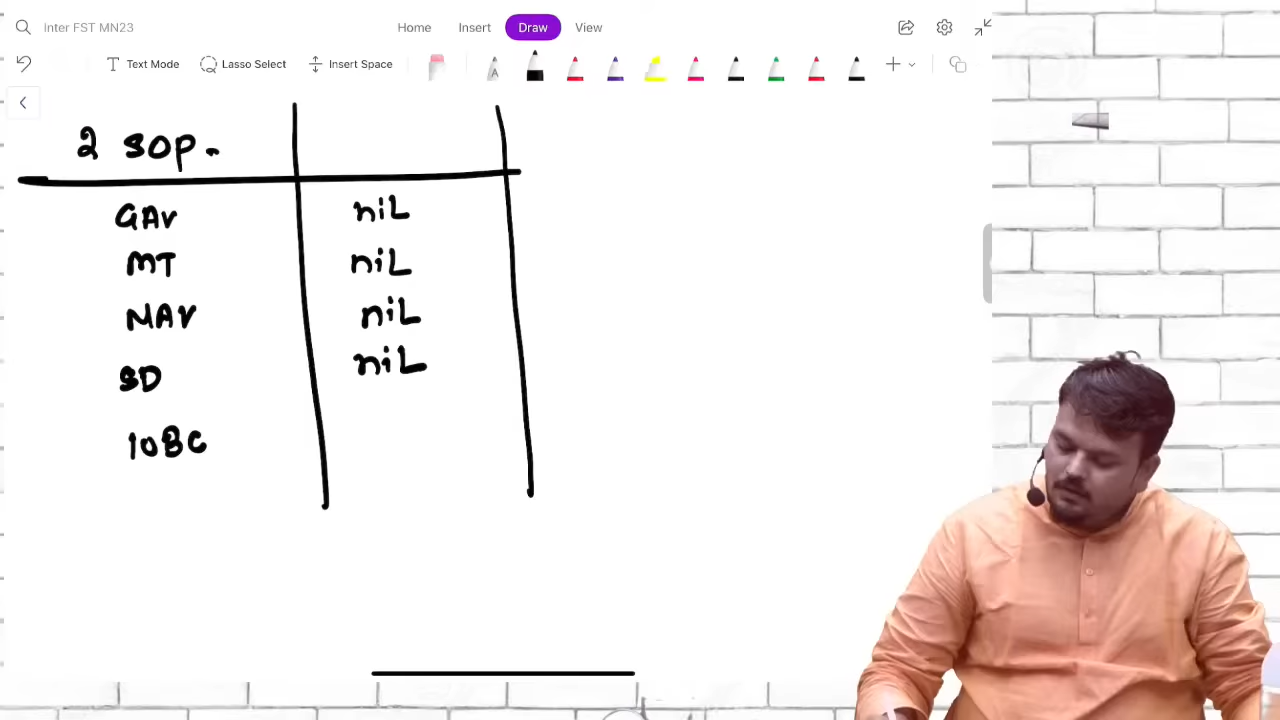 Inter FST MN23
Home Insert Draw View
Text Mode Lasso Select Insert Space
2 SOP.
GAV nil
MT nil
NAV nil
SD nil
IOBC